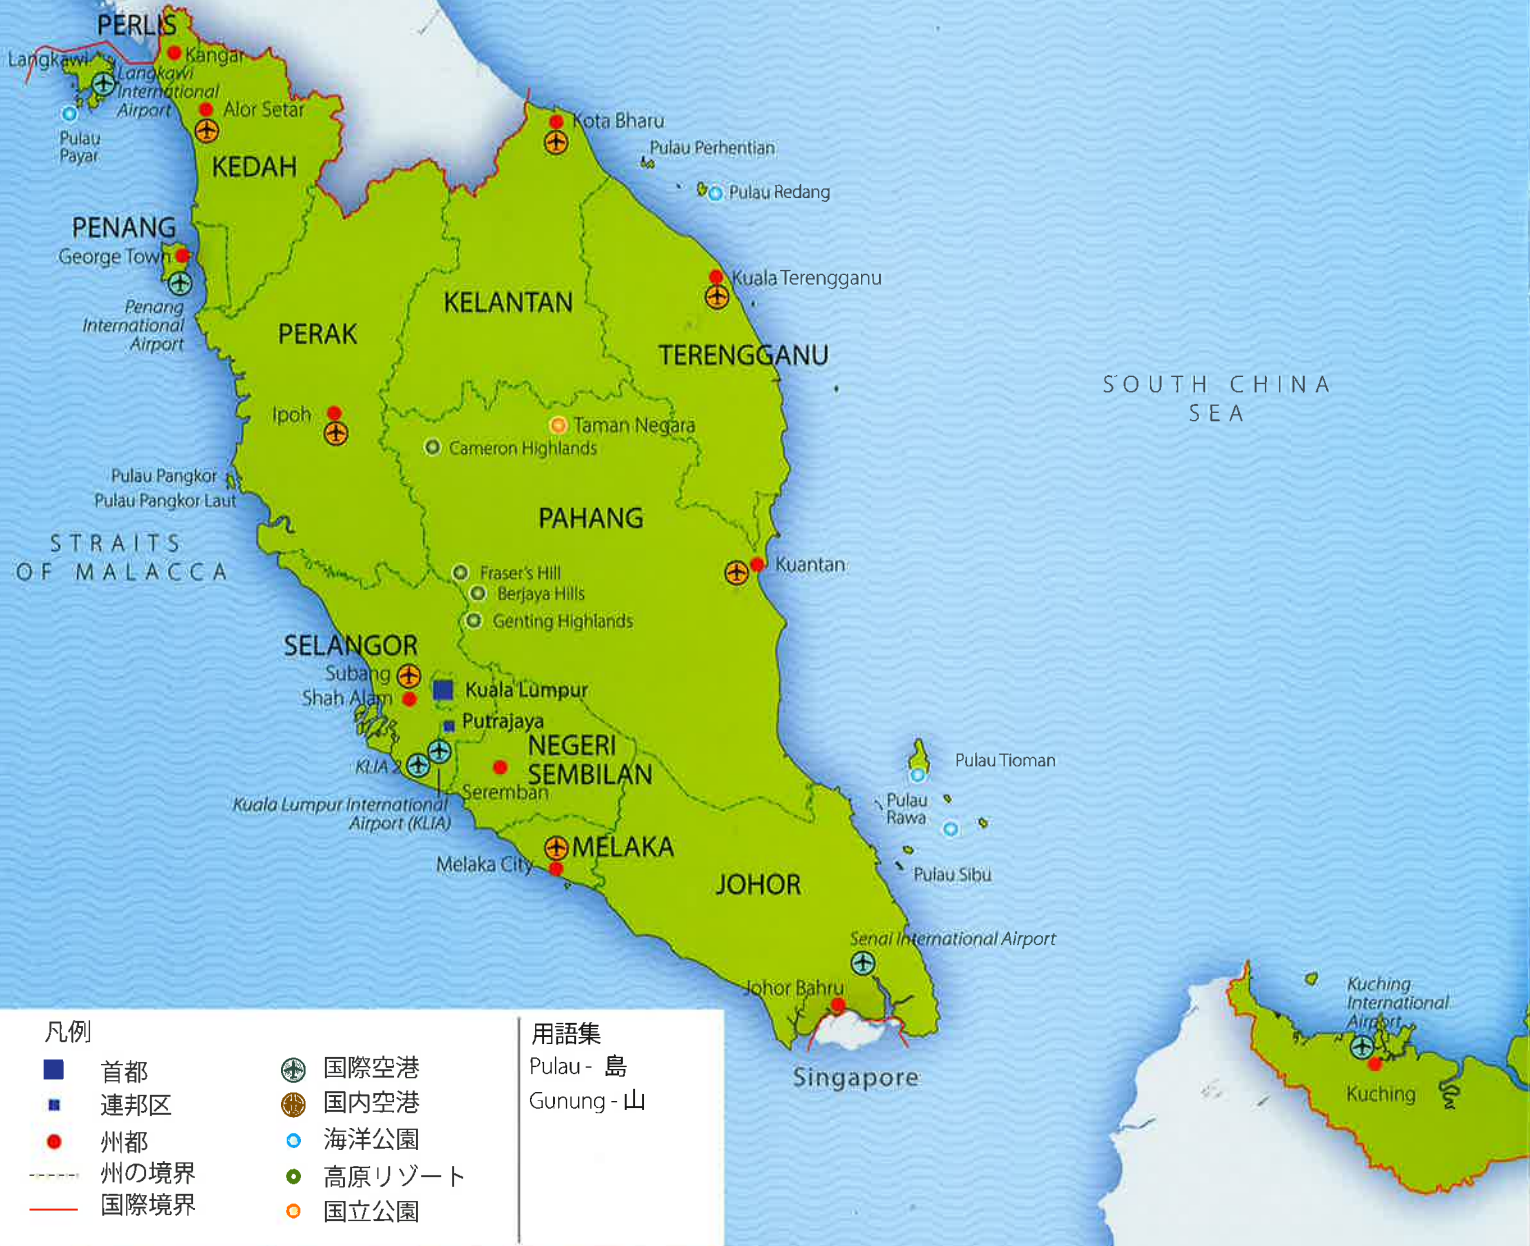 PERLIS
Langkawi
Kangar
Langkawi
International
Airport
Alor Setar
Pulau
Payar
KEDAH
Kota Bharu
Pulau Perhentian
Pulau Redang
PENANG
George Town
Penang
International
Airport
Kuala Terengganu
KELANTAN
PERAK
TERENGGANU
SOUTH CHINA
SEA
Ipoh
Taman Negara
Cameron Highlands
Pulau Pangkor
Pulau Pangkor Laut
PAHANG
STRAITS
OF MALACCA
Kuantan
Fraser's Hill
Berjaya Hills
Genting Highlands
SELANGOR
Subang
Shah Alam
Kuala Lumpur
Putrajaya
NEGERI
SEMBILAN
KLIA 2
Seremban
Kuala Lumpur International
Airport (KLIA)
Pulau Tioman
Pulau
Rawa
MELAKA
Melaka City
Pulau Sibu
JOHOR
Senai International Airport
Johor Bahru
Singapore
Kuching
International
Airport
Kuching
凡例
首都
連邦区
州都
州の境界
国際境界
国際空港
国内空港
海洋公園
高原リゾート
国立公園
用語集
Pulau - 島
Gunung - 山